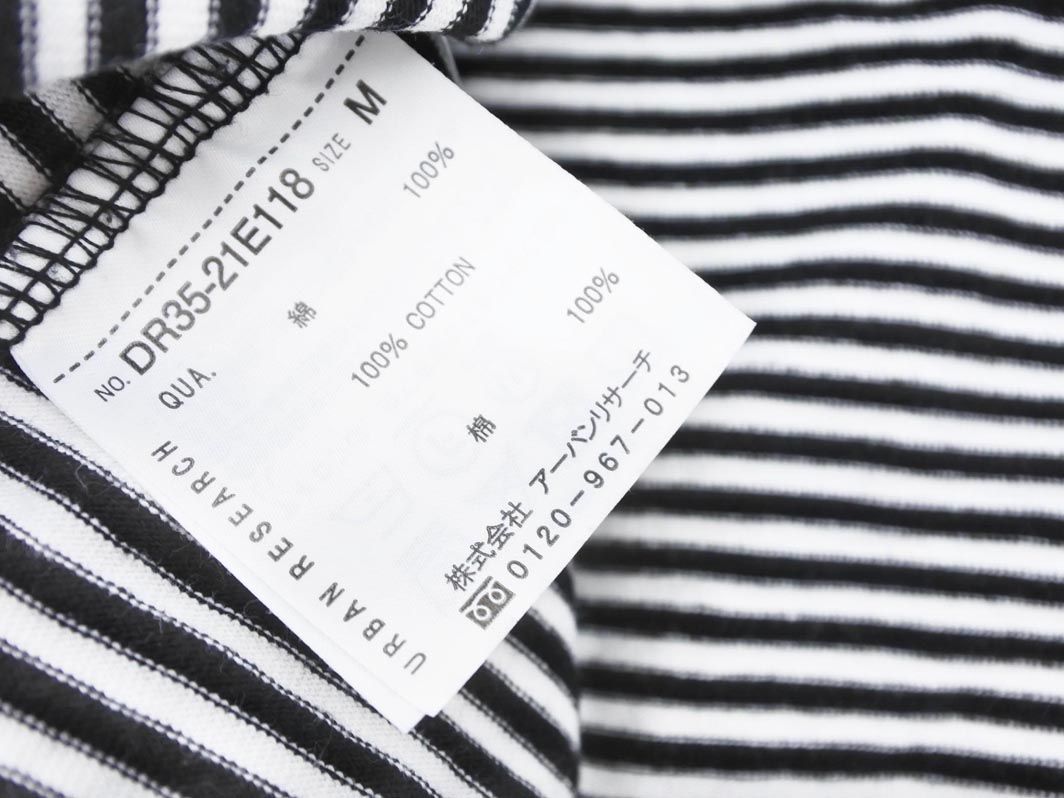 NO. DR35-21E118 SIZE M
QUA.
綿 100%
100% COTTON
棉 100%
株式会社 アーバンリサーチ
0120-967-013
URBAN RESEARCH